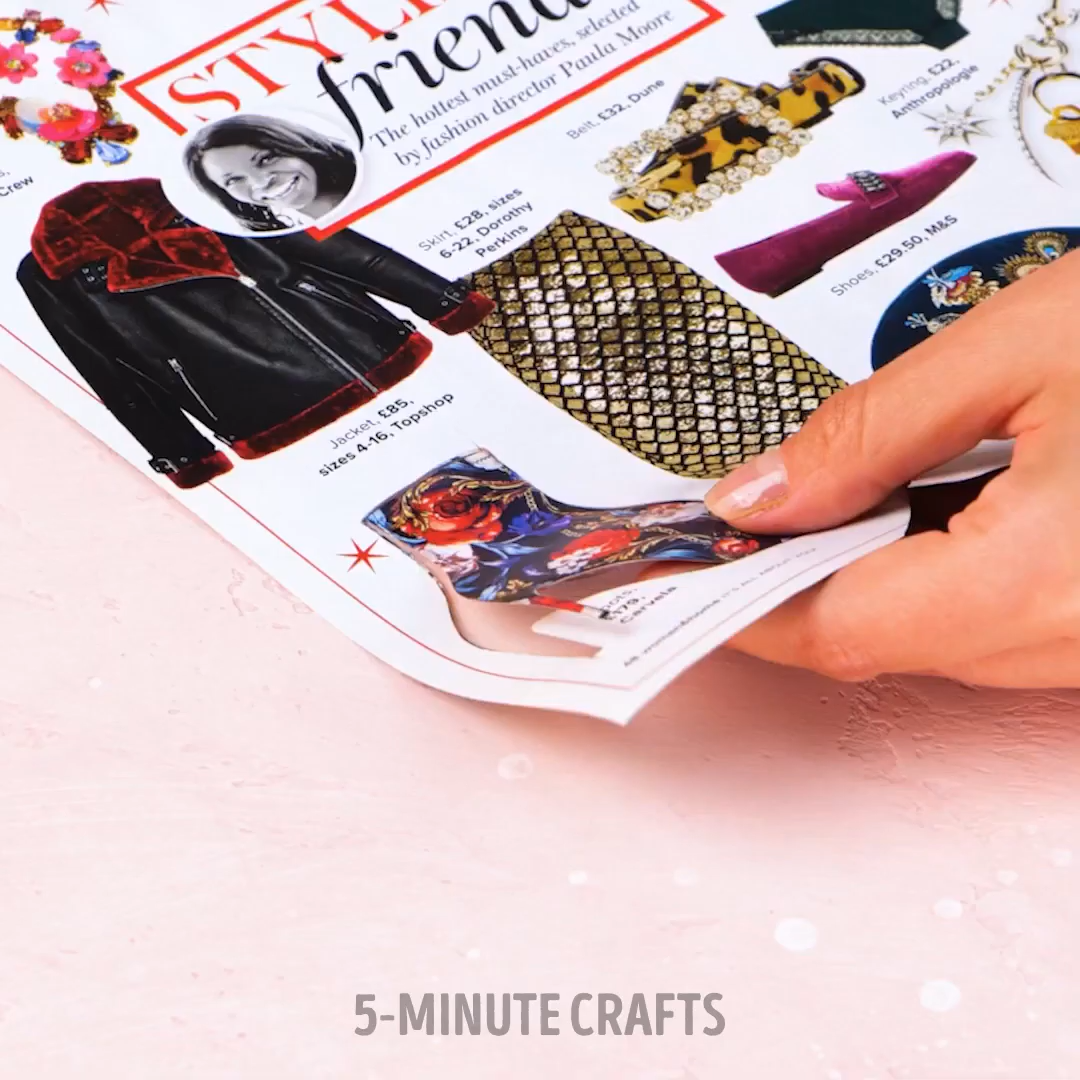 STYL
friend
The hottest must-haves, selected
by fashion director Paula Moore
Crew
Belt, £32, Dune
Keyring, £22,
Anthropologie
Skirt, £28, sizes
6-22, Dorothy
Perkins
Shoes, £29.50, M&S
Jacket, £85,
sizes 4-16, Topshop
£179,
Carvela
5-MINUTE CRAFTS